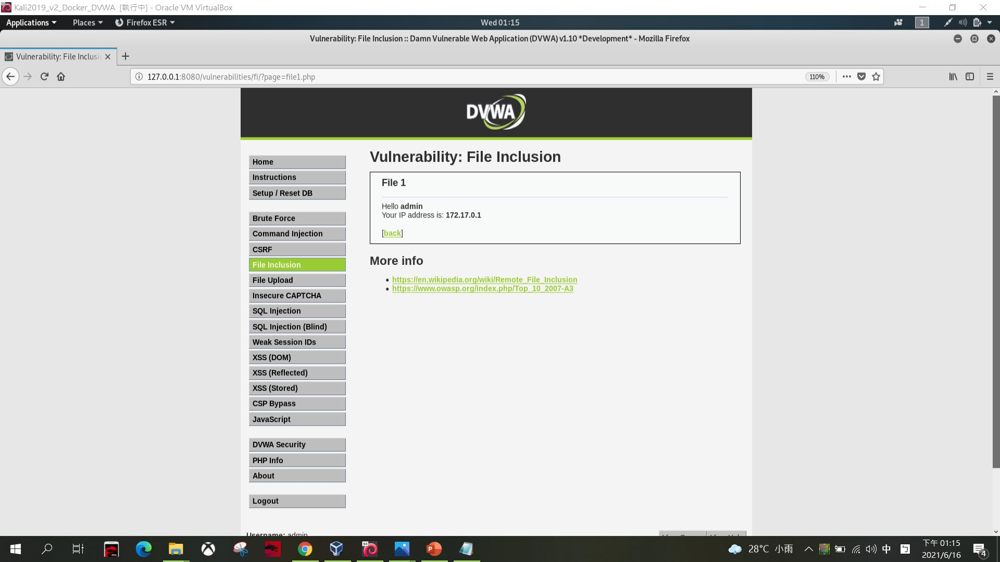 Kali2019_v2_Docker_DVWA [執行中] - Oracle VM VirtualBox
Applications Places Firefox ESR Wed 01:15 1
Vulnerability: File Inclusion :: Damn Vulnerable Web Application (DVWA) v1.10 *Development* - Mozilla Firefox
Vulnerability: File Inclusi
127.0.0.1:8080/vulnerabilities/fi/?page=file1.php 110%
DVWA
Home
Instructions
Setup / Reset DB
Brute Force
Command Injection
CSRF
File Inclusion
File Upload
Insecure CAPTCHA
SQL Injection
SQL Injection (Blind)
Weak Session IDs
XSS (DOM)
XSS (Reflected)
XSS (Stored)
CSP Bypass
JavaScript
DVWA Security
PHP Info
About
Logout
Username: admin
Vulnerability: File Inclusion
File 1
Hello admin
Your IP address is: 172.17.0.1
[back]
More info
https://en.wikipedia.org/wiki/Remote_File_Inclusion
https://www.owasp.org/index.php/Top_10_2007-A3
28°C 小雨
中
下午 01:15
2021/6/16
4